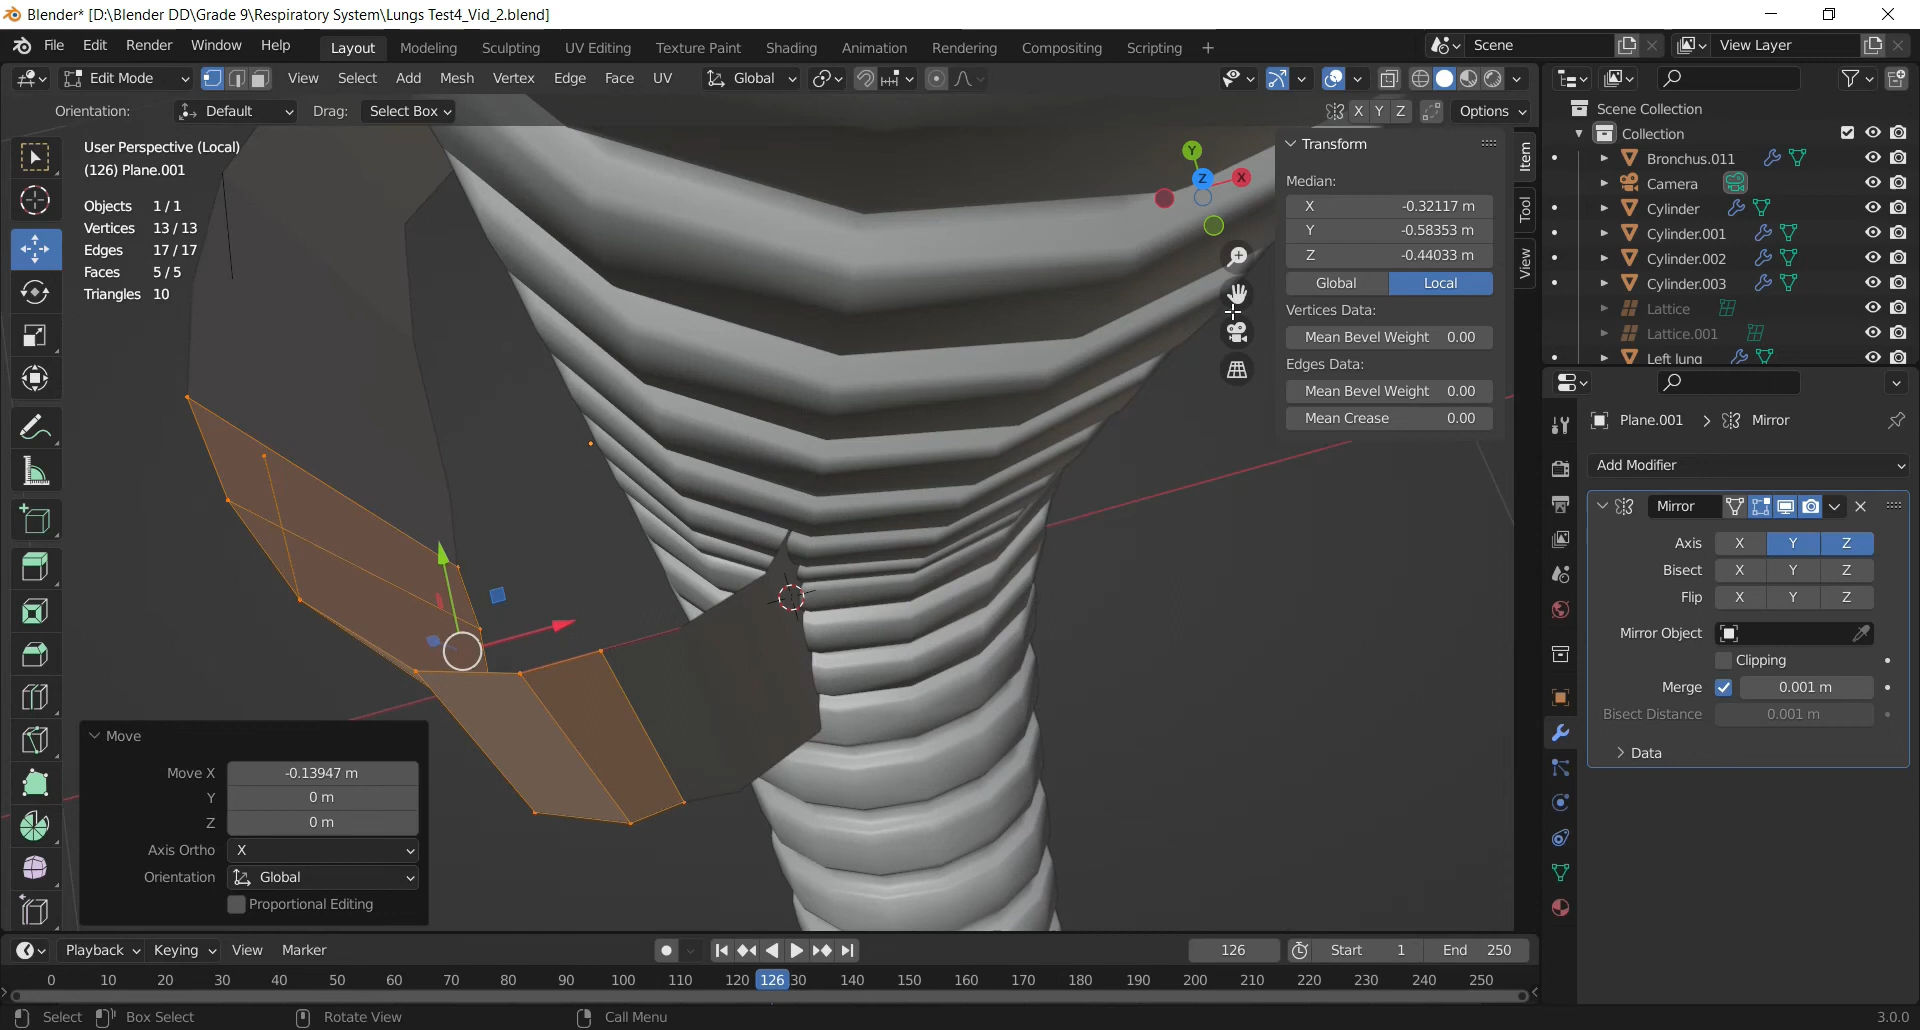 Blender* [D:\Blender DD\Grade 9\Respiratory System\Lungs Test4_Vid_2.blend]
File Edit Render Window Help Layout Modeling Sculpting UV Editing Texture Paint Shading Animation Rendering Compositing Scripting + Scene View Layer
Edit Mode View Select Add Mesh Vertex Edge Face UV Global
Orientation: Default Drag: Select Box X Y Z Options
User Perspective (Local)
(126) Plane.001
Objects 1/1
Vertices 13/13
Edges 17/17
Faces 5/5
Triangles 10
Y
Z
X
Transform
Median:
X -0.32117 m
Y -0.58353 m
Z -0.44033 m
Global Local
Vertices Data:
Mean Bevel Weight 0.00
Edges Data:
Mean Bevel Weight 0.00
Mean Crease 0.00
Item
Tool
View
Scene Collection
Collection
Bronchus.011
Camera
Cylinder
Cylinder.001
Cylinder.002
Cylinder.003
Lattice
Lattice.001
Left lung
Plane.001 > Mirror
Add Modifier
Mirror
Axis X Y Z
Bisect X Y Z
Flip X Y Z
Mirror Object
Clipping
Merge 0.001 m
Bisect Distance 0.001 m
Data
Move
Move X -0.13947 m
Y 0 m
Z 0 m
Axis Ortho X
Orientation Global
Proportional Editing
Playback Keying View Marker 126 Start 1 End 250
0 10 20 30 40 50 60 70 80 90 100 110 120 126 30 140 150 160 170 180 190 200 210 220 230 240 250
Select Box Select Rotate View Call Menu 3.0.0